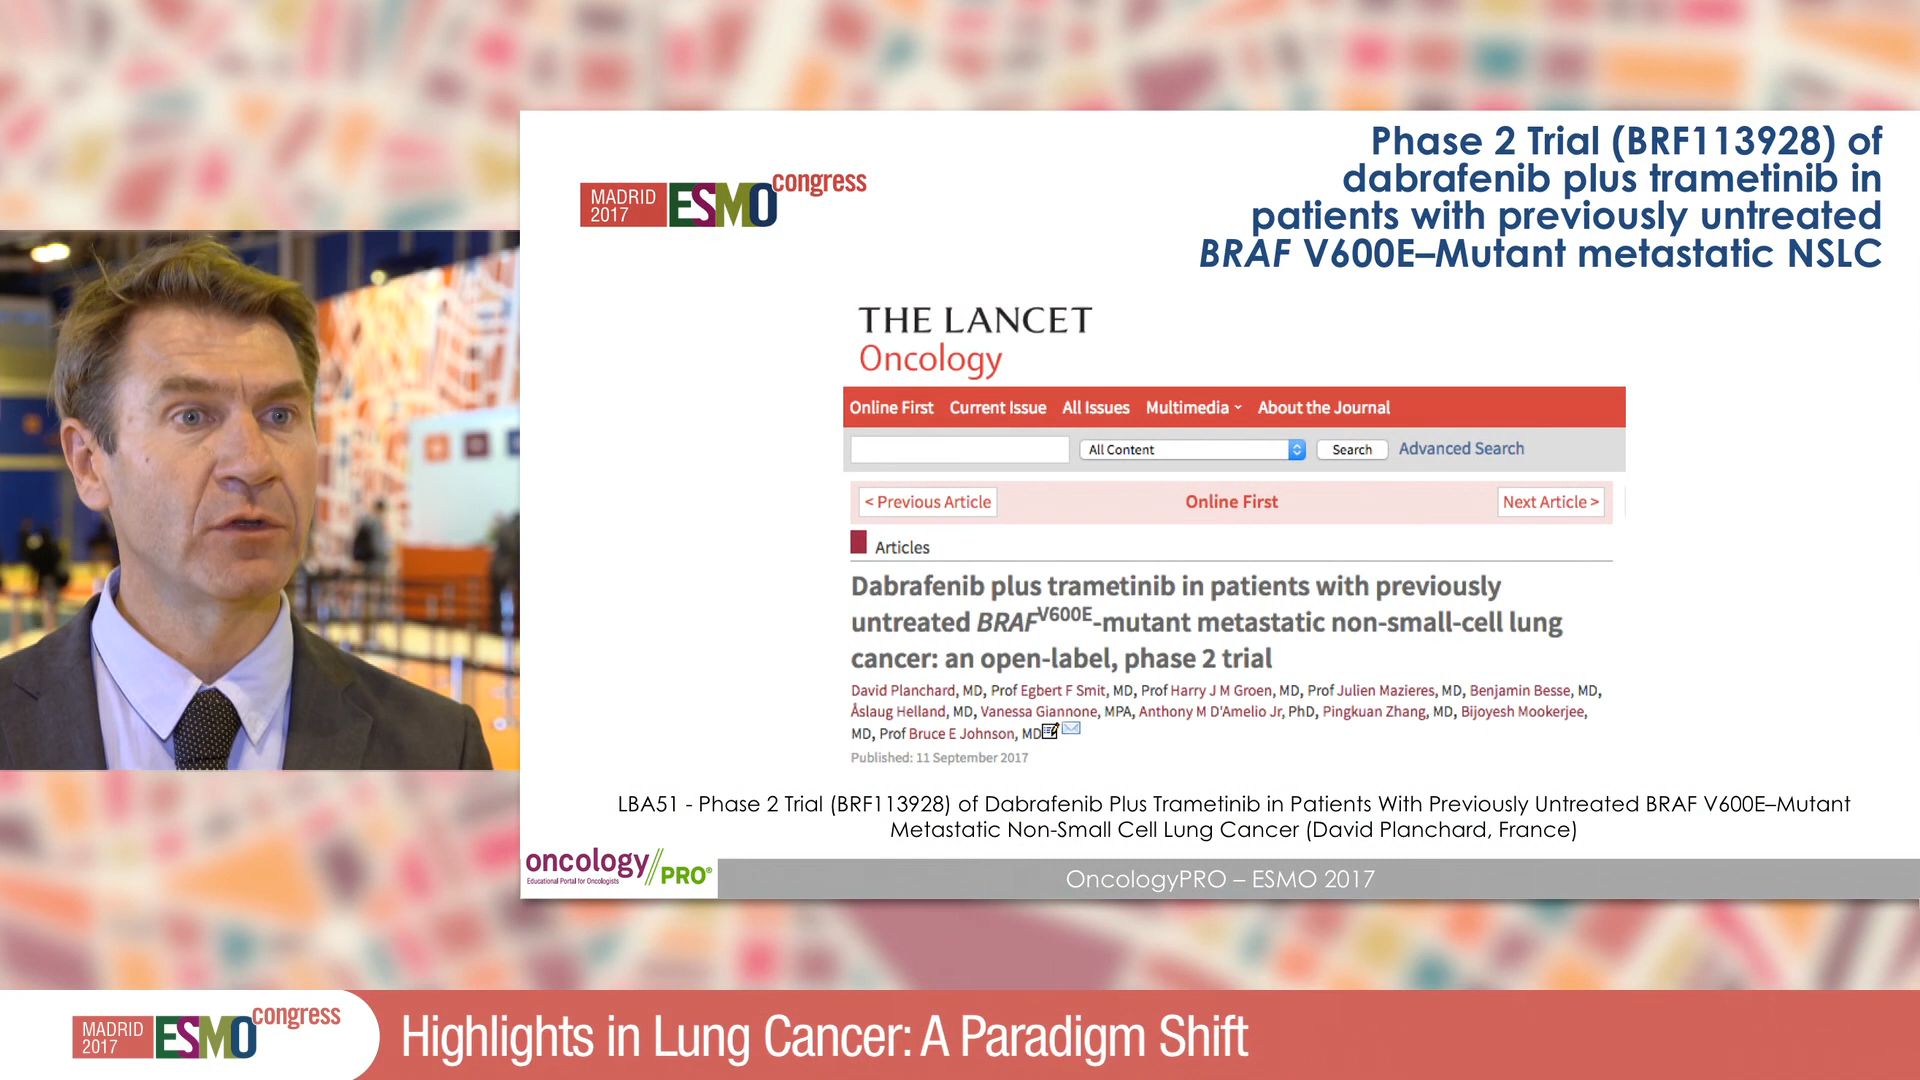 Phase 2 Trial (BRF113928) of
dabrafenib plus trametinib in
patients with previously untreated
BRAF V600E–Mutant metastatic NSLC
MADRID
2017
ESMO
congress
THE LANCET
Oncology
Online First Current Issue All Issues Multimedia About the Journal
All Content Search Advanced Search
< Previous Article Online First Next Article >
Articles
Dabrafenib plus trametinib in patients with previously
untreated BRAFV600E-mutant metastatic non-small-cell lung
cancer: an open-label, phase 2 trial
David Planchard, MD, Prof Egbert F Smit, MD, Prof Harry J M Groen, MD, Prof Julien Mazieres, MD, Benjamin Besse, MD,
Åslaug Helland, MD, Vanessa Giannone, MPA, Anthony M D'Amelio Jr, PhD, Pingkuan Zhang, MD, Bijoyesh Mookerjee,
MD, Prof Bruce E Johnson, MD
Published: 11 September 2017
LBA51 - Phase 2 Trial (BRF113928) of Dabrafenib Plus Trametinib in Patients With Previously Untreated BRAF V600E–Mutant
Metastatic Non-Small Cell Lung Cancer (David Planchard, France)
oncology//PRO®
Educational Portal for Oncologists
OncologyPRO – ESMO 2017
MADRID
2017
ESMO
congress
Highlights in Lung Cancer: A Paradigm Shift